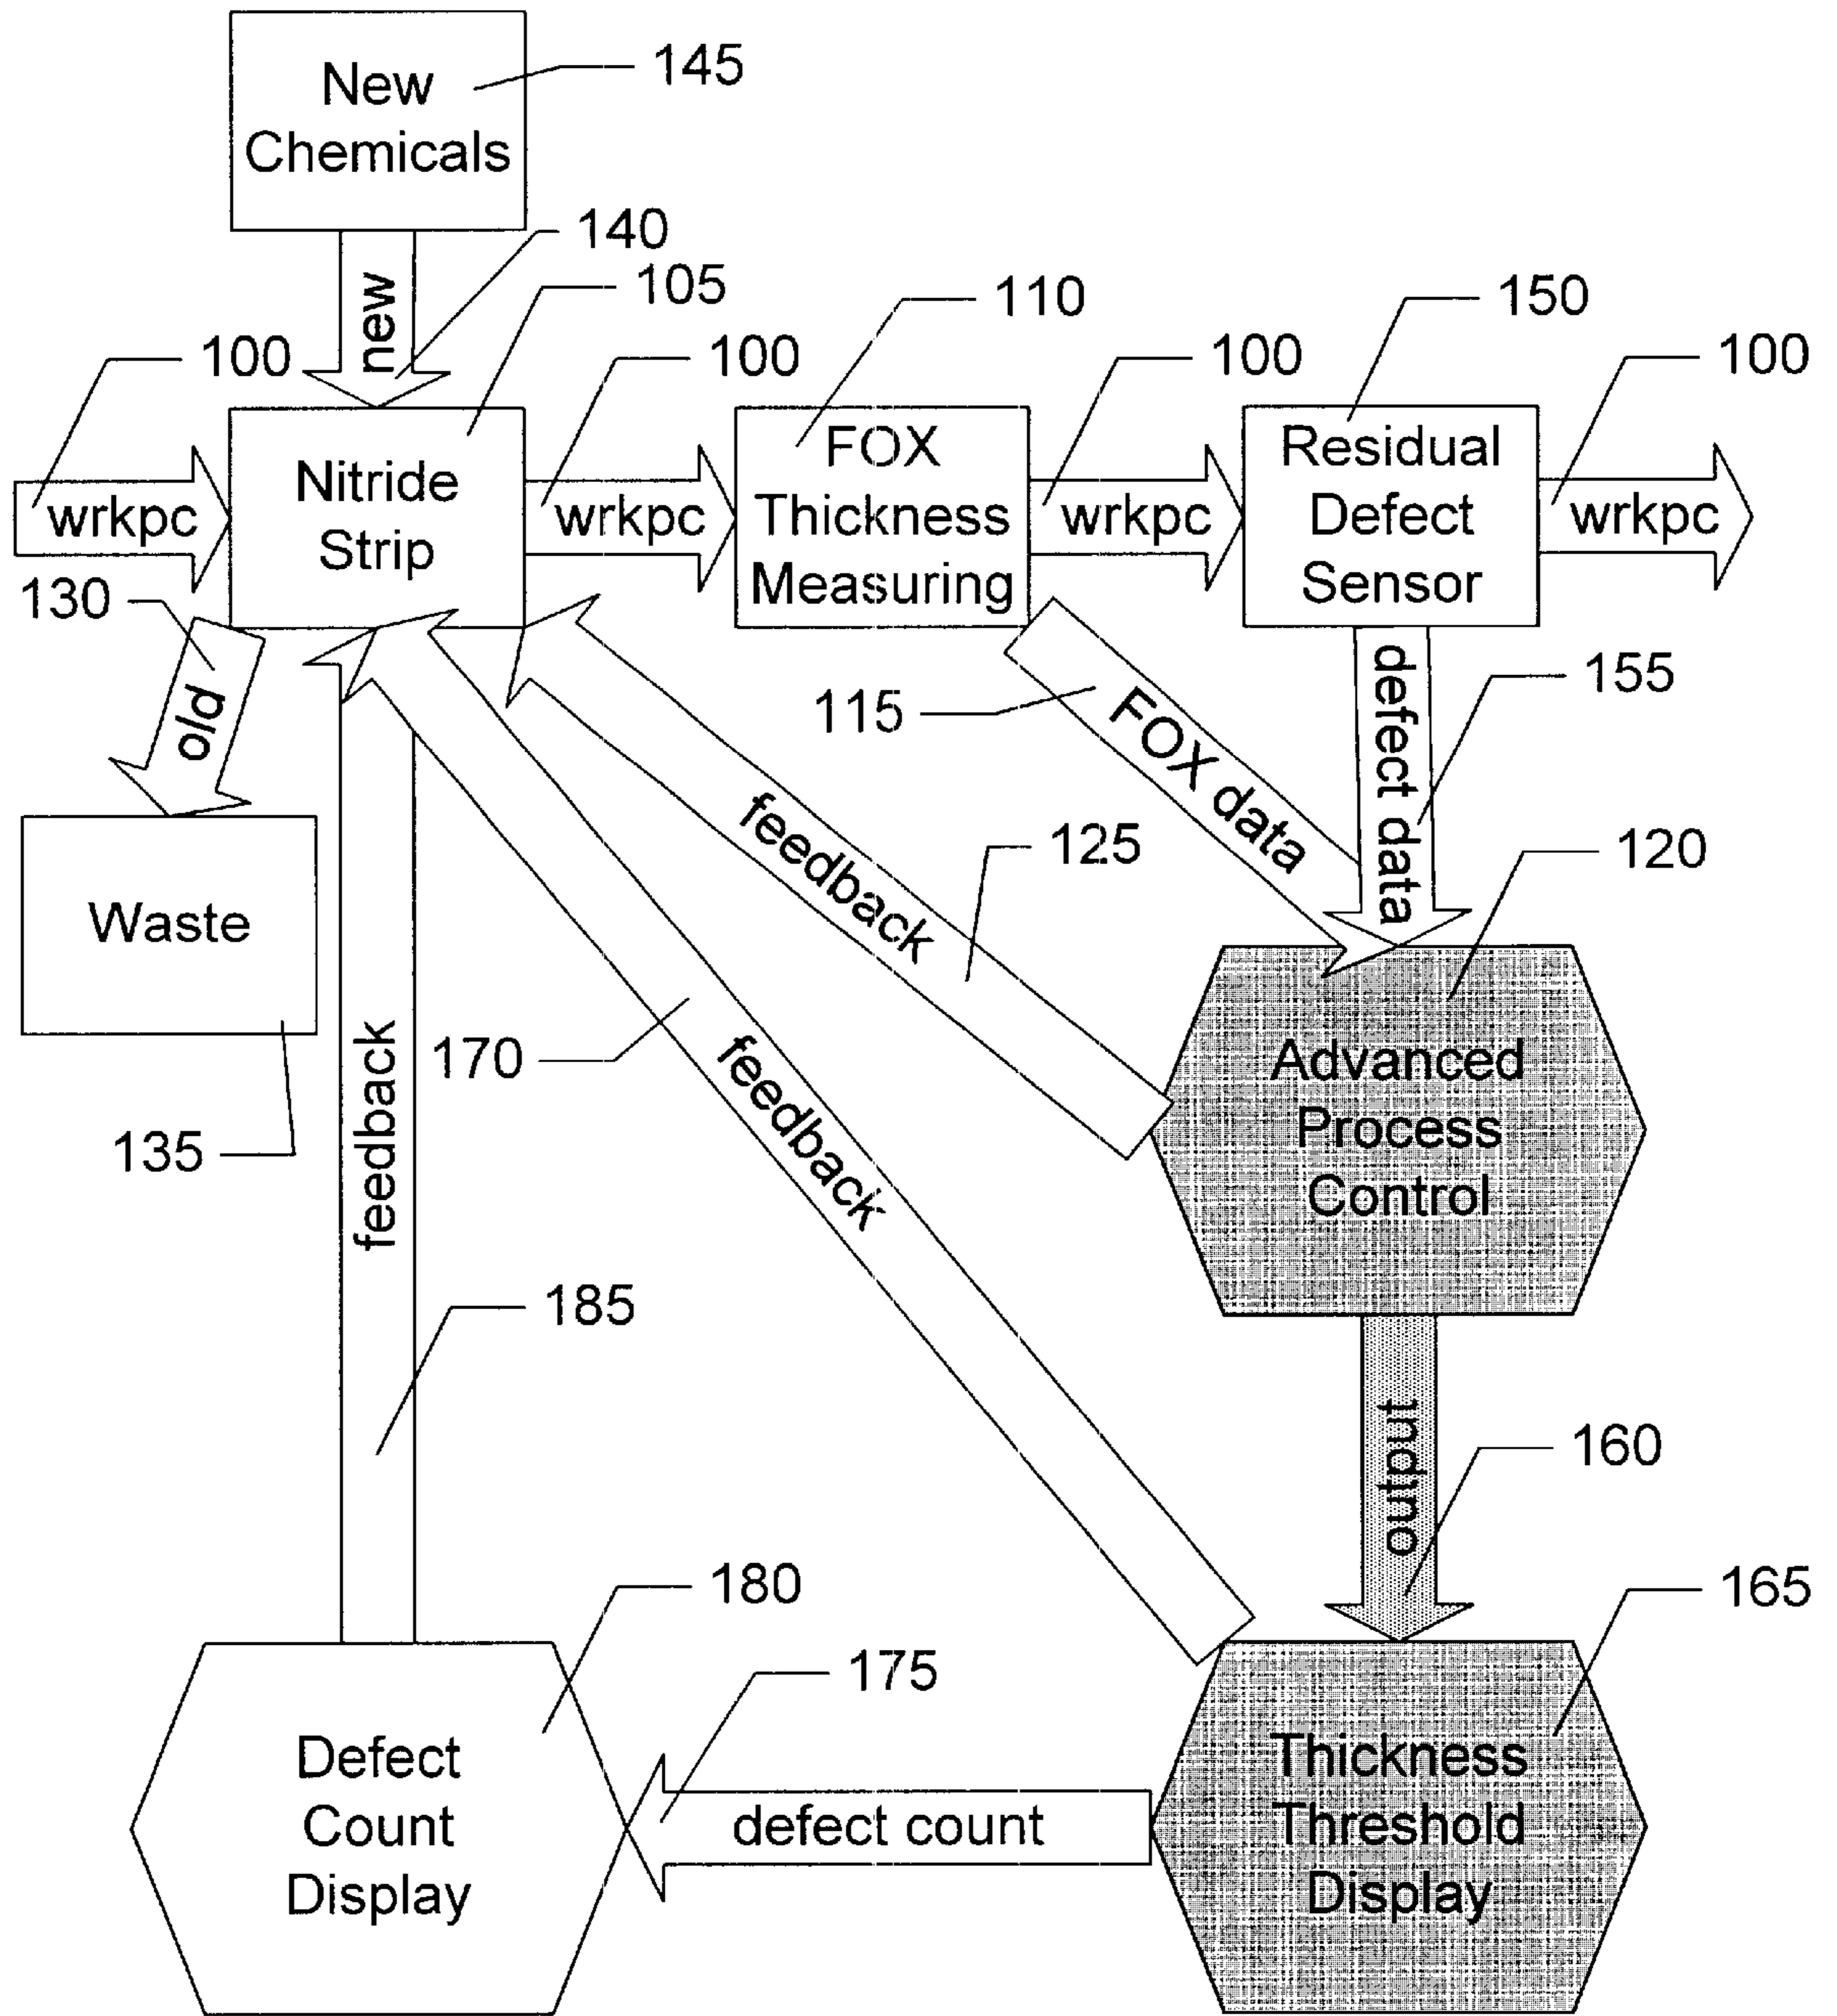 New
Chemicals
145
new
140
105
110
150
100
100
100
100
wrkpc
Nitride
Strip
wrkpc
FOX
Thickness
Measuring
wrkpc
Residual
Defect
Sensor
wrkpc
130
old
115
FOX data
defect data
155
feedback
125
120
Waste
135
feedback
170
feedback
Advanced
Process
Control
185
output
160
180
175
165
Defect
Count
Display
defect count
Thickness
Threshold
Display